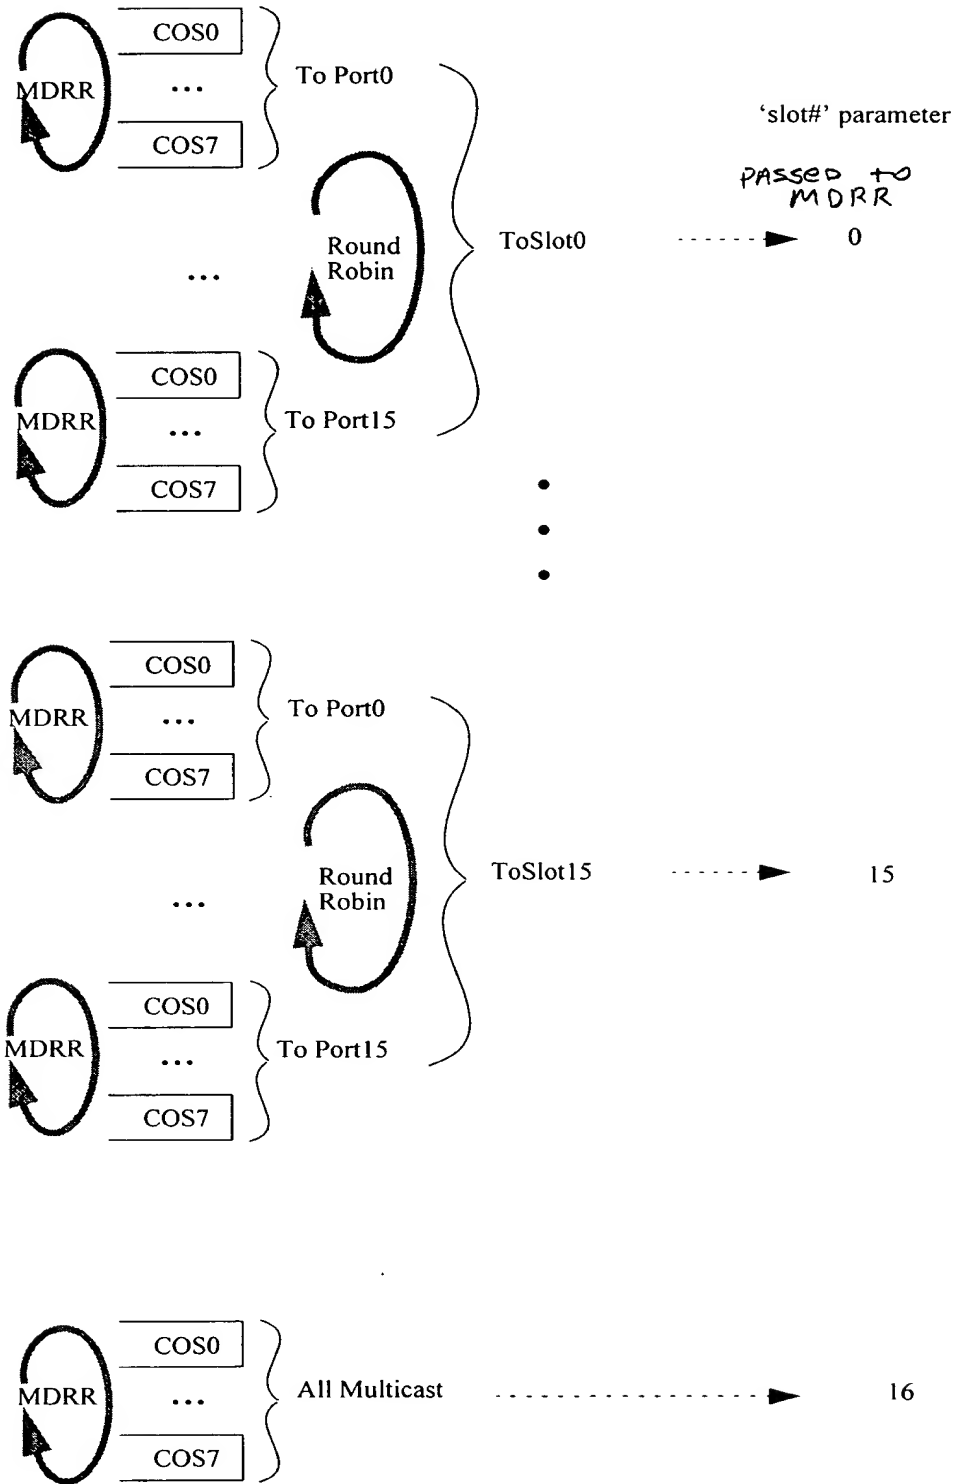 COS0
MDRR
...
To Port0
COS7
'slot#' parameter
PASSED to
MDRR
Round
Robin
ToSlot0
0
...
COS0
MDRR
...
To Port15
COS7
COS0
MDRR
...
To Port0
COS7
Round
Robin
ToSlot15
15
...
COS0
MDRR
...
To Port15
COS7
COS0
MDRR
...
All Multicast
16
COS7